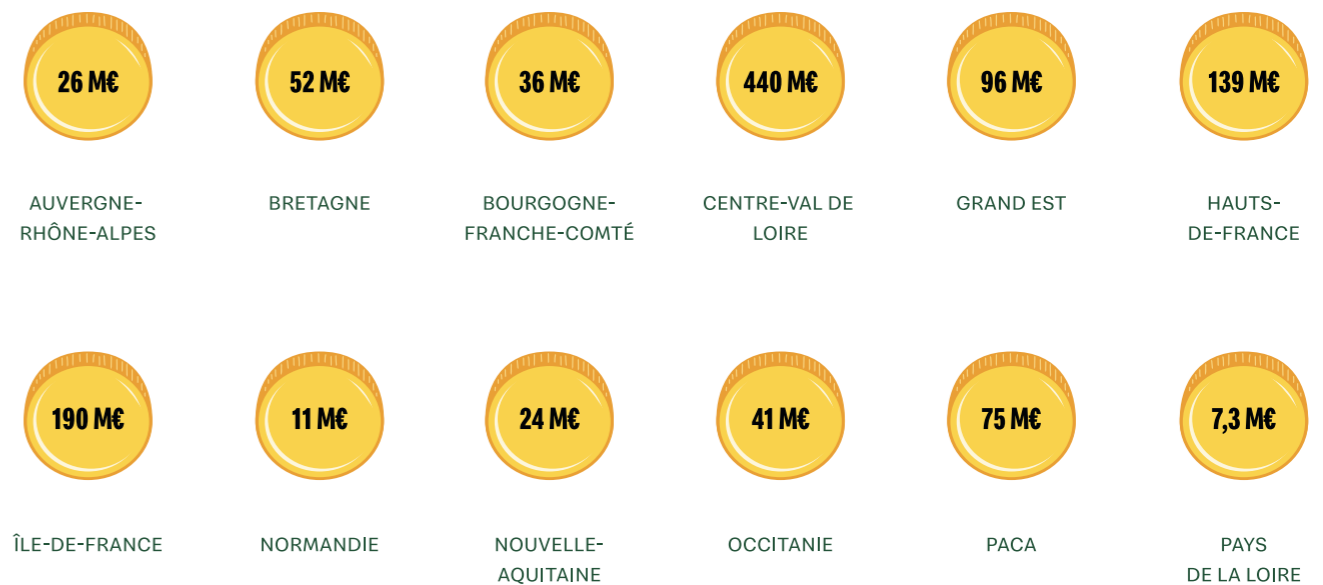 26 M€
52 M€
36 M€
440 M€
96 M€
139 M€
AUVERGNE-
RHÔNE-ALPES
BRETAGNE
BOURGOGNE-
FRANCHE-COMTÉ
CENTRE-VAL DE
LOIRE
GRAND EST
HAUTS-
DE-FRANCE
190 M€
11 M€
24 M€
41 M€
75 M€
7,3 M€
ÎLE-DE-FRANCE
NORMANDIE
NOUVELLE-
AQUITAINE
OCCITANIE
PACA
PAYS
DE LA LOIRE